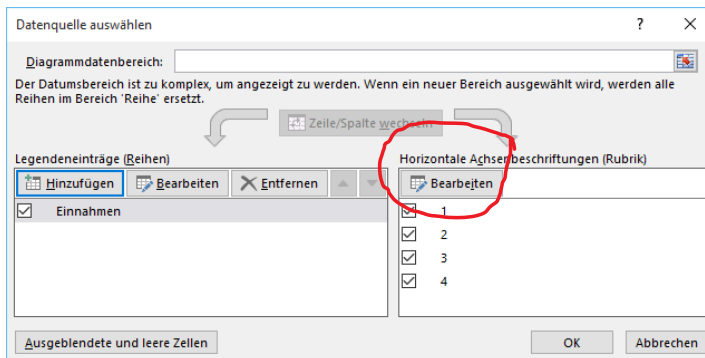 Datenquelle auswählen ? ×
Diagrammdatenbereich:
Der Datumsbereich ist zu komplex, um angezeigt zu werden. Wenn ein neuer Bereich ausgewählt wird, werden alle
Reihen im Bereich 'Reihe' ersetzt.
Zeile/Spalte wechseln
Legendeneinträge (Reihen)
Hinzufügen Bearbeiten Entfernen
Einnahmen
Horizontale Achsenbeschriftungen (Rubrik)
Bearbeiten
1
2
3
4
Ausgeblendete und leere Zellen
OK Abbrechen